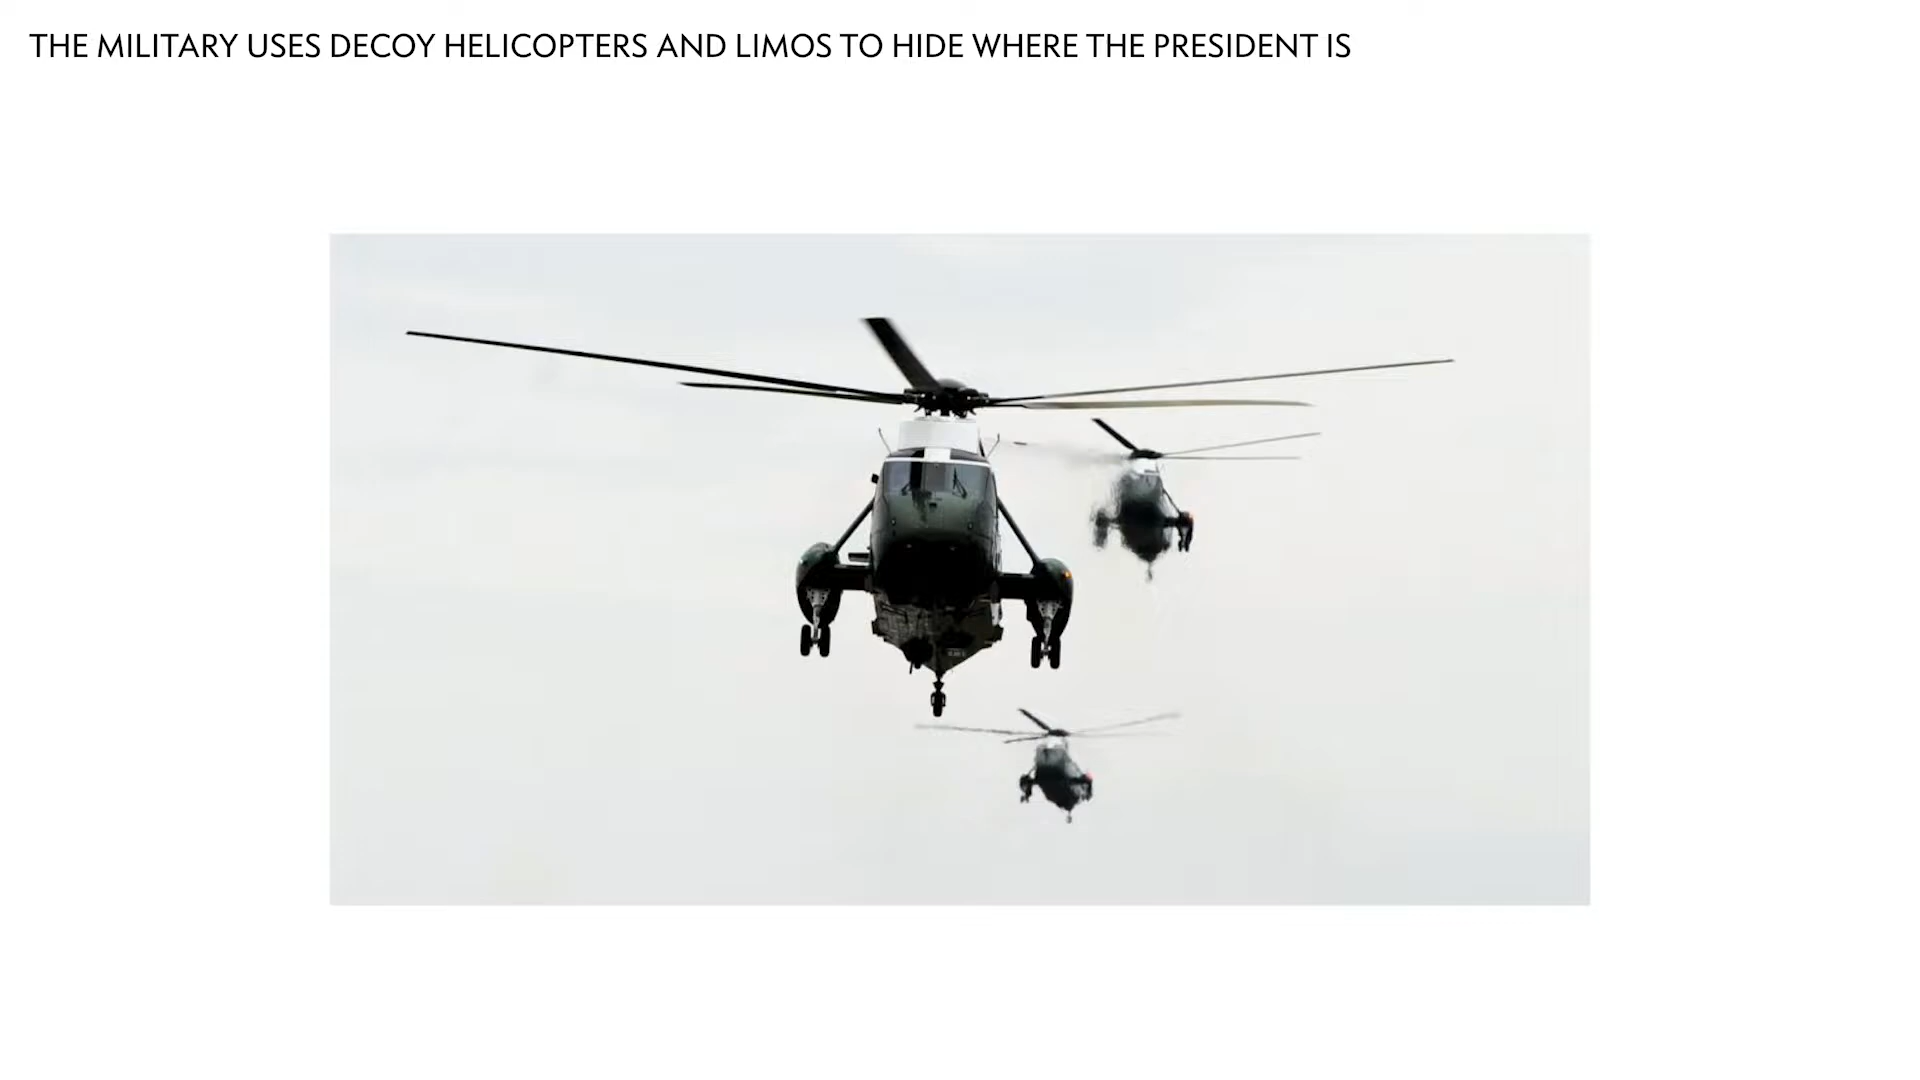 THE MILITARY USES DECOY HELICOPTERS AND LIMOS TO HIDE WHERE THE PRESIDENT IS